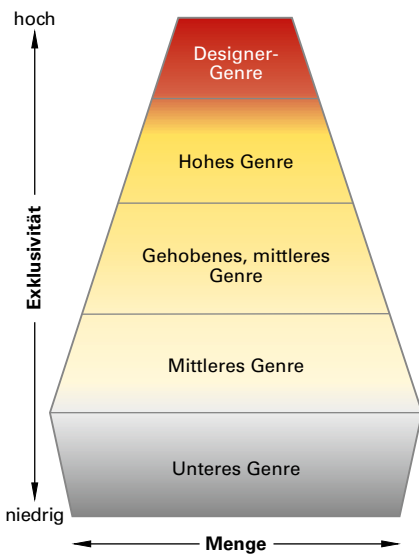 hoch
Designer-
Genre
Hohes Genre
Gehobenes, mittleres
Genre
Mittleres Genre
Unteres Genre
Exklusivität
niedrig
Menge